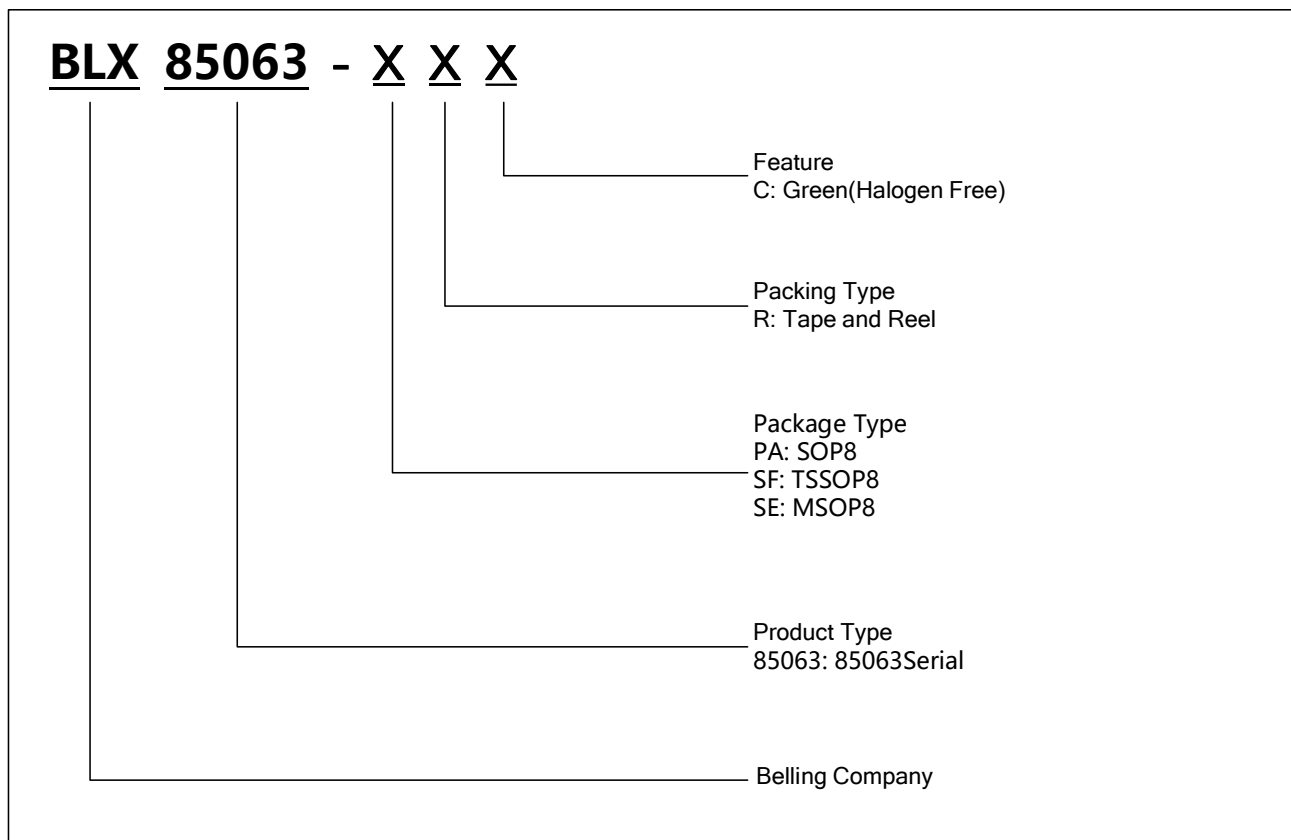 BLX 85063 - X X X
Feature
C: Green(Halogen Free)
Packing Type
R: Tape and Reel
Package Type
PA: SOP8
SF: TSSOP8
SE: MSOP8
Product Type
85063: 85063Serial
Belling Company